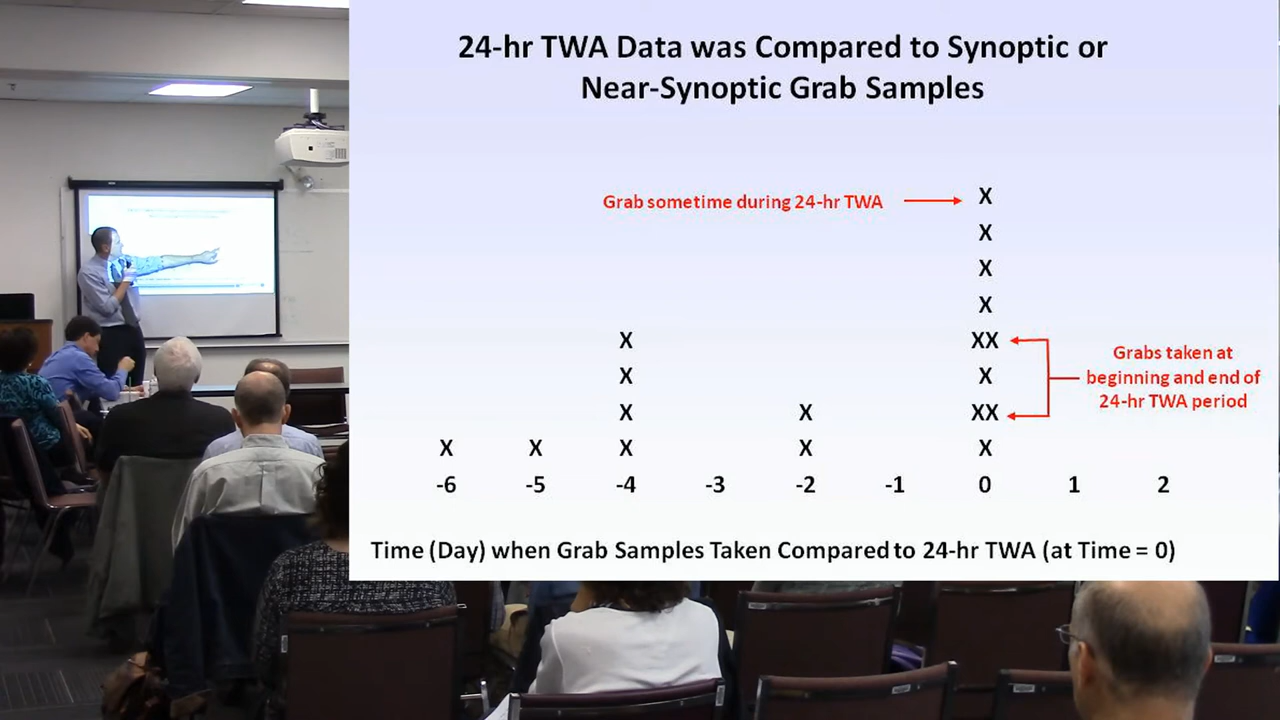 24-hr TWA Data was Compared to Synoptic or
Near-Synoptic Grab Samples
Grab sometime during 24-hr TWA
X
X
X
X
X XX
Grabs taken at
X X
beginning and end of
24-hr TWA period
X X XX
X X X X X
-6 -5 -4 -3 -2 -1 0 1 2
Time (Day) when Grab Samples Taken Compared to 24-hr TWA (at Time = 0)